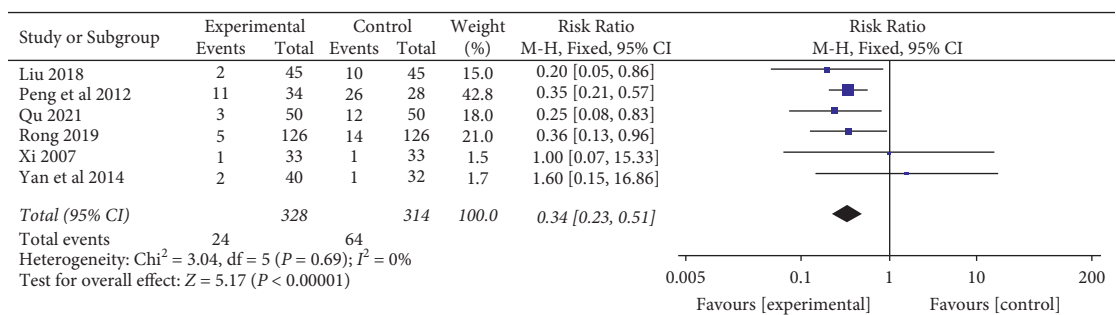 Study or Subgroup Experimental Control Weight Risk Ratio Risk Ratio
Events Total Events Total (%) M-H, Fixed, 95% CI M-H, Fixed, 95% CI
Liu 2018 2 45 10 45 15.0 0.20 [0.05, 0.86]
Peng et al 2012 11 34 26 28 42.8 0.35 [0.21, 0.57]
Qu 2021 3 50 12 50 18.0 0.25 [0.08, 0.83]
Rong 2019 5 126 14 126 21.0 0.36 [0.13, 0.96]
Xi 2007 1 33 1 33 1.5 1.00 [0.07, 15.33]
Yan et al 2014 2 40 1 32 1.7 1.60 [0.15, 16.86]
Total (95% CI) 328 314 100.0 0.34 [0.23, 0.51]
Total events 24 64
Heterogeneity: Chi² = 3.04, df = 5 (P = 0.69); I² = 0%
Test for overall effect: Z = 5.17 (P < 0.00001)
0.005 0.1 1 10 200
Favours [experimental] Favours [control]